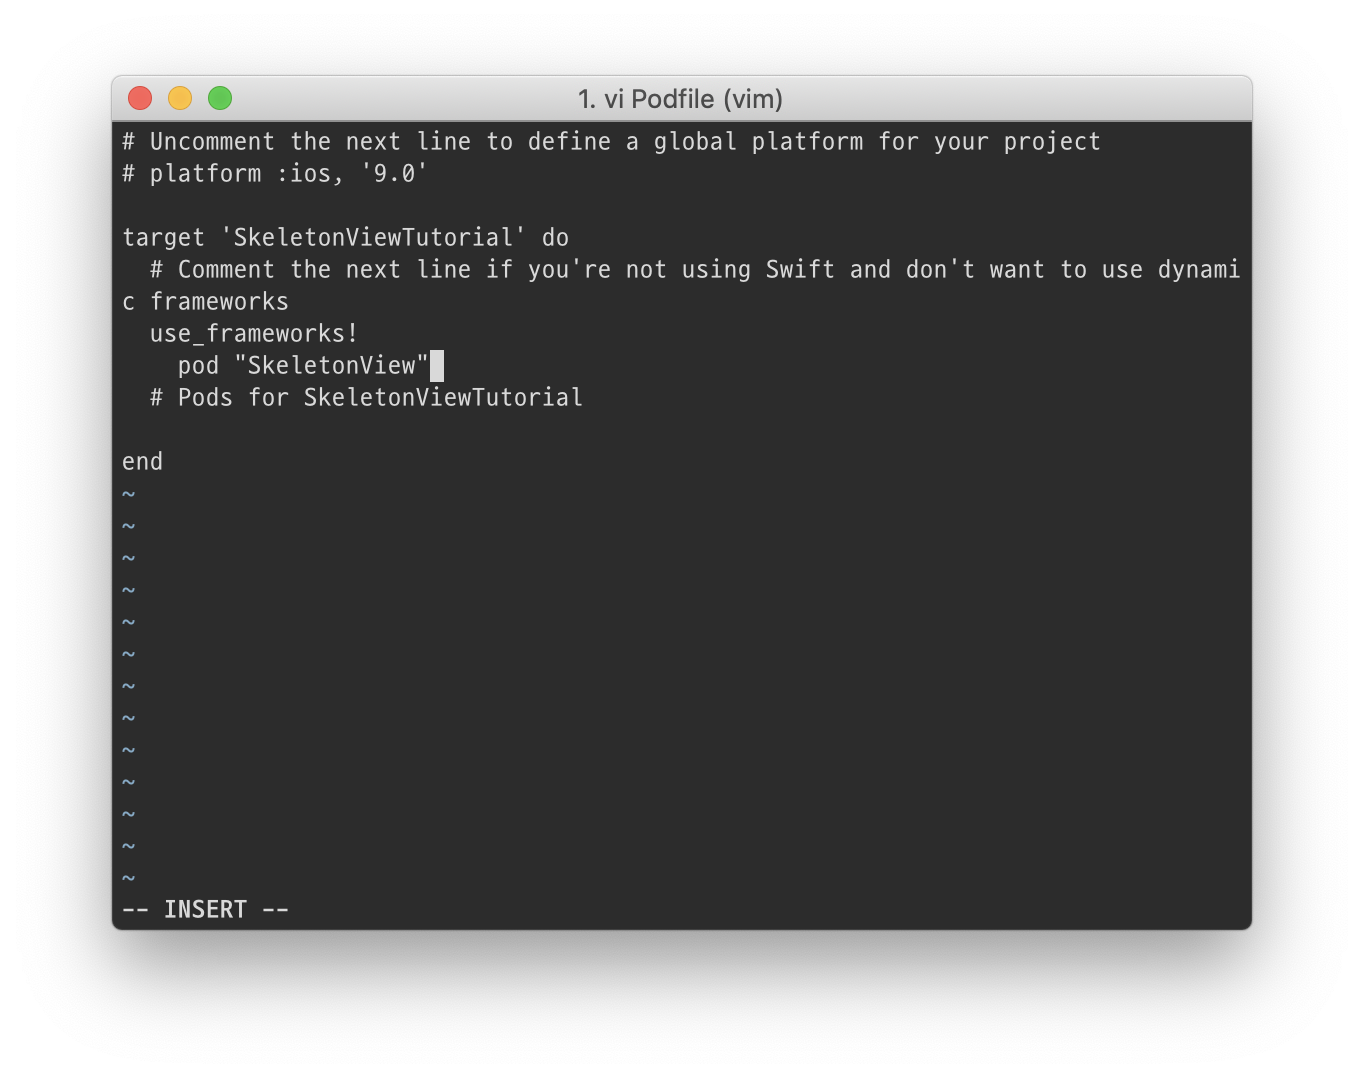 1. vi Podfile (vim)
# Uncomment the next line to define a global platform for your project
# platform :ios, '9.0'
target 'SkeletonViewTutorial' do
  # Comment the next line if you're not using Swift and don't want to use dynami
c frameworks
  use_frameworks!
    pod "SkeletonView"
  # Pods for SkeletonViewTutorial
end
~
~
~
~
~
~
~
~
~
~
~
~
~
-- INSERT --